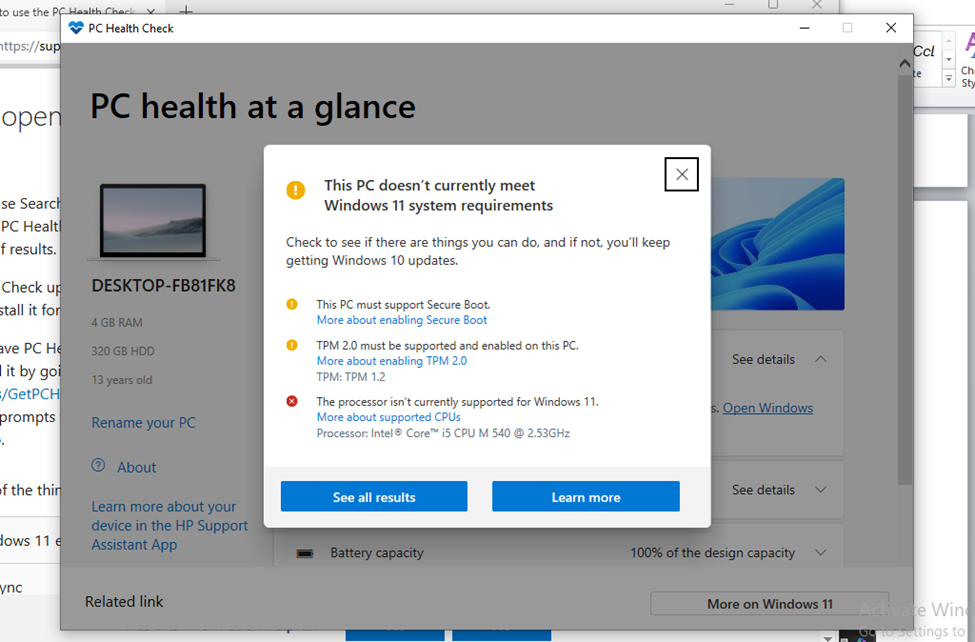 to use the PC Health Check
PC Health Check
https://sup
Ccl
PC health at a glance
open
This PC doesn't currently meet
Windows 11 system requirements
Check to see if there are things you can do, and if not, you'll keep
getting Windows 10 updates.
This PC must support Secure Boot.
More about enabling Secure Boot
TPM 2.0 must be supported and enabled on this PC.
More about enabling TPM 2.0
TPM: TPM 1.2
The processor isn't currently supported for Windows 11.
More about supported CPUs
Processor: Intel® Core™ i5 CPU M 540 @ 2.53GHz
See all results
Learn more
DESKTOP-FB81FK8
4 GB RAM
320 GB HDD
13 years old
Rename your PC
About
Learn more about your
device in the HP Support
Assistant App
See details
s. Open Windows
See details
Battery capacity
100% of the design capacity
Related link
More on Windows 11
se Search
PC Healt
f results.
Check up
stall it for
ave PC He
d it by goi
s/GetPCH
prompts
of the thin
dows 11 e
ync
Activate Wind
Go to Settings to